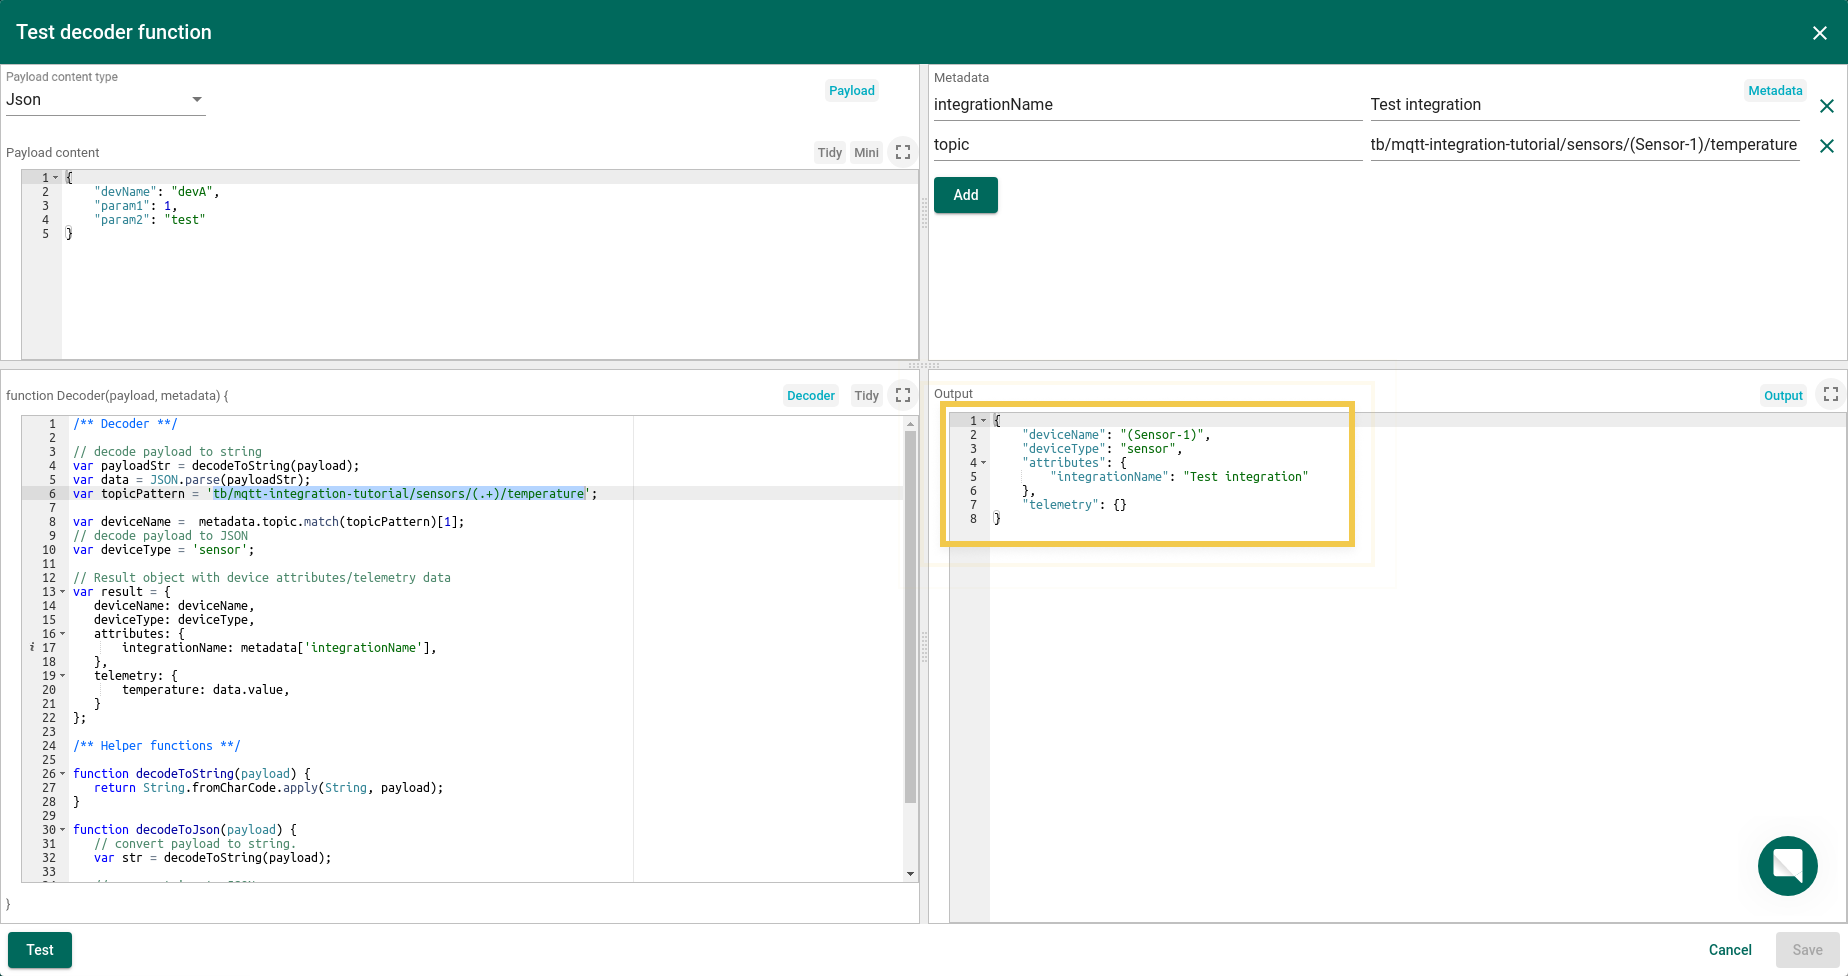 Test decoder function
Payload content type
Json
Payload
Payload content
Tidy Mini
1 {
2 "devName": "devA",
3 "param1": 1,
4 "param2": "test"
5 }
Metadata
Metadata
integrationName Test integration
topic tb/mqtt-integration-tutorial/sensors/(Sensor-1)/temperature
Add
function Decoder(payload, metadata) {
Decoder Tidy
1 /** Decoder **/
2
3 // decode payload to string
4 var payloadStr = decodeToString(payload);
5 var data = JSON.parse(payloadStr);
6 var topicPattern = 'tb/mqtt-integration-tutorial/sensors/(.+)/temperature';
7
8 var deviceName =  metadata.topic.match(topicPattern)[1];
9 // decode payload to JSON
10 var deviceType = 'sensor';
11
12 // Result object with device attributes/telemetry data
13 var result = {
14 deviceName: deviceName,
15 deviceType: deviceType,
16 attributes: {
17 integrationName: metadata['integrationName'],
18 },
19 telemetry: {
20 temperature: data.value,
21 }
22 };
23
24 /** Helper functions **/
25
26 function decodeToString(payload) {
27 return String.fromCharCode.apply(String, payload);
28 }
29
30 function decodeToJson(payload) {
31 // convert payload to string.
32 var str = decodeToString(payload);
33
}
Output
Output
1 {
2 "deviceName": "(Sensor-1)",
3 "deviceType": "sensor",
4 "attributes": {
5 "integrationName": "Test integration"
6 },
7 "telemetry": {}
8 }
Test
Cancel Save